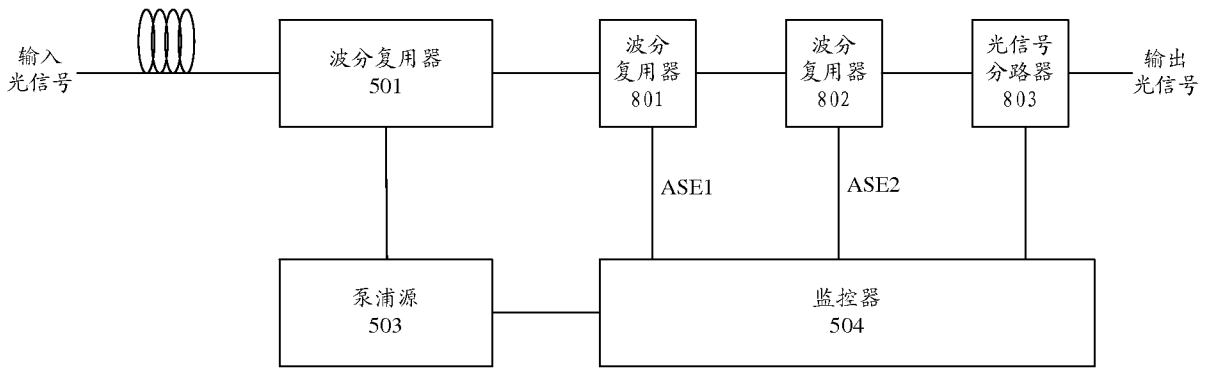 输入
光信号
波分复用器
501
波分
复用器
801
波分
复用器
802
光信号
分路器
803
输出
光信号
ASE1
ASE2
泵浦源
503
监控器
504